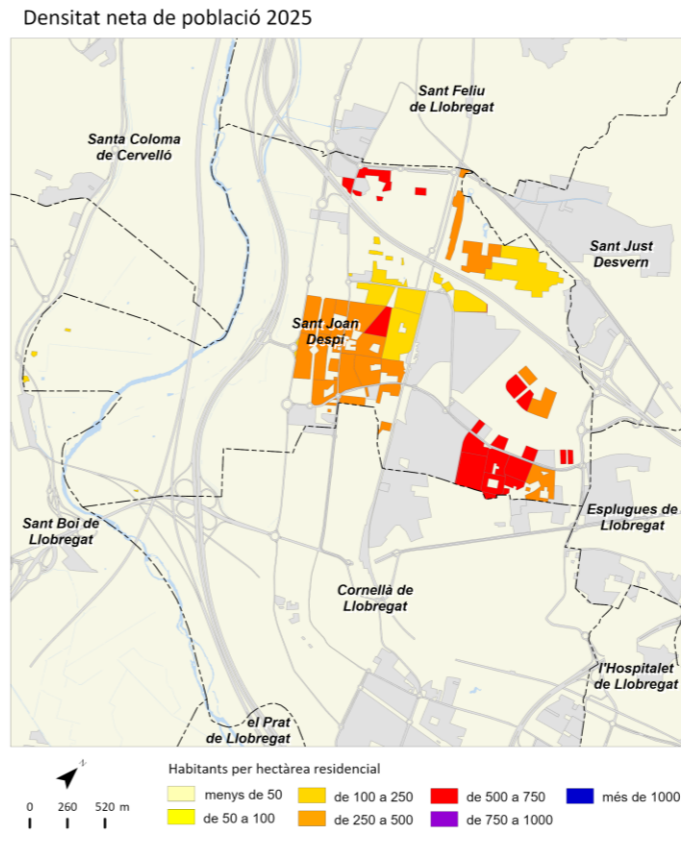 Densitat neta de població 2025
Sant Feliu
de Llobregat
Santa Coloma
de Cervelló
Sant Just
Desvern
Sant Joan
Despí
Esplugues de
Llobregat
Sant Boi de
Llobregat
Cornellà de
Llobregat
l'Hospitalet
de Llobregat
el Prat
de Llobregat
N
0 260 520 m
Habitants per hectàrea residencial
menys de 50
de 50 a 100
de 100 a 250
de 250 a 500
de 500 a 750
de 750 a 1000
més de 1000